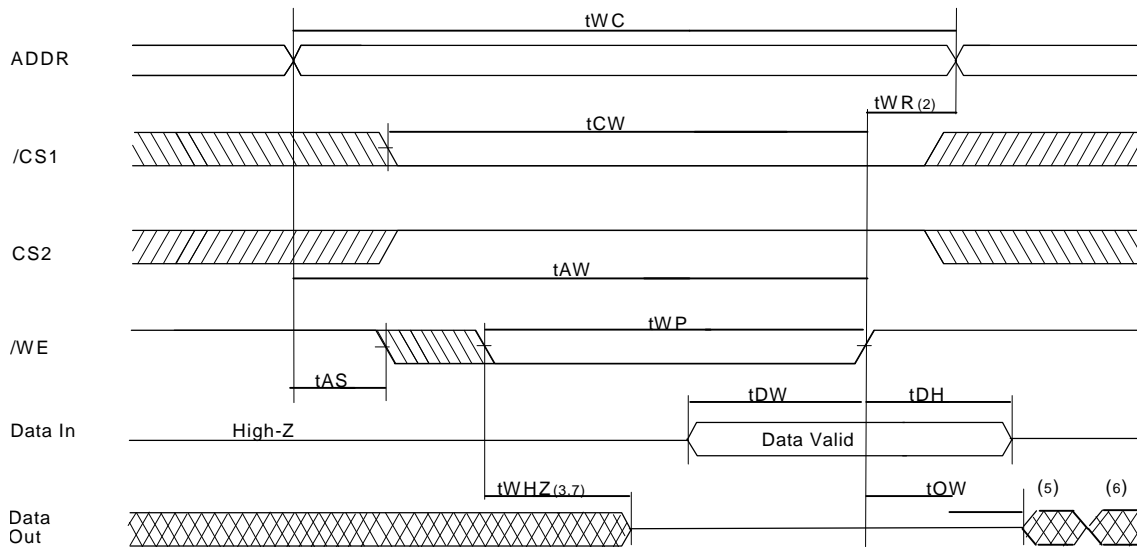 tWC
ADDR
tWR (2)
tCW
/CS1
CS2
tAW
tWP
/WE
tAS
tDW tDH
Data In High-Z Data Valid
tWHZ (3,7) tOW (5) (6)
Data
Out